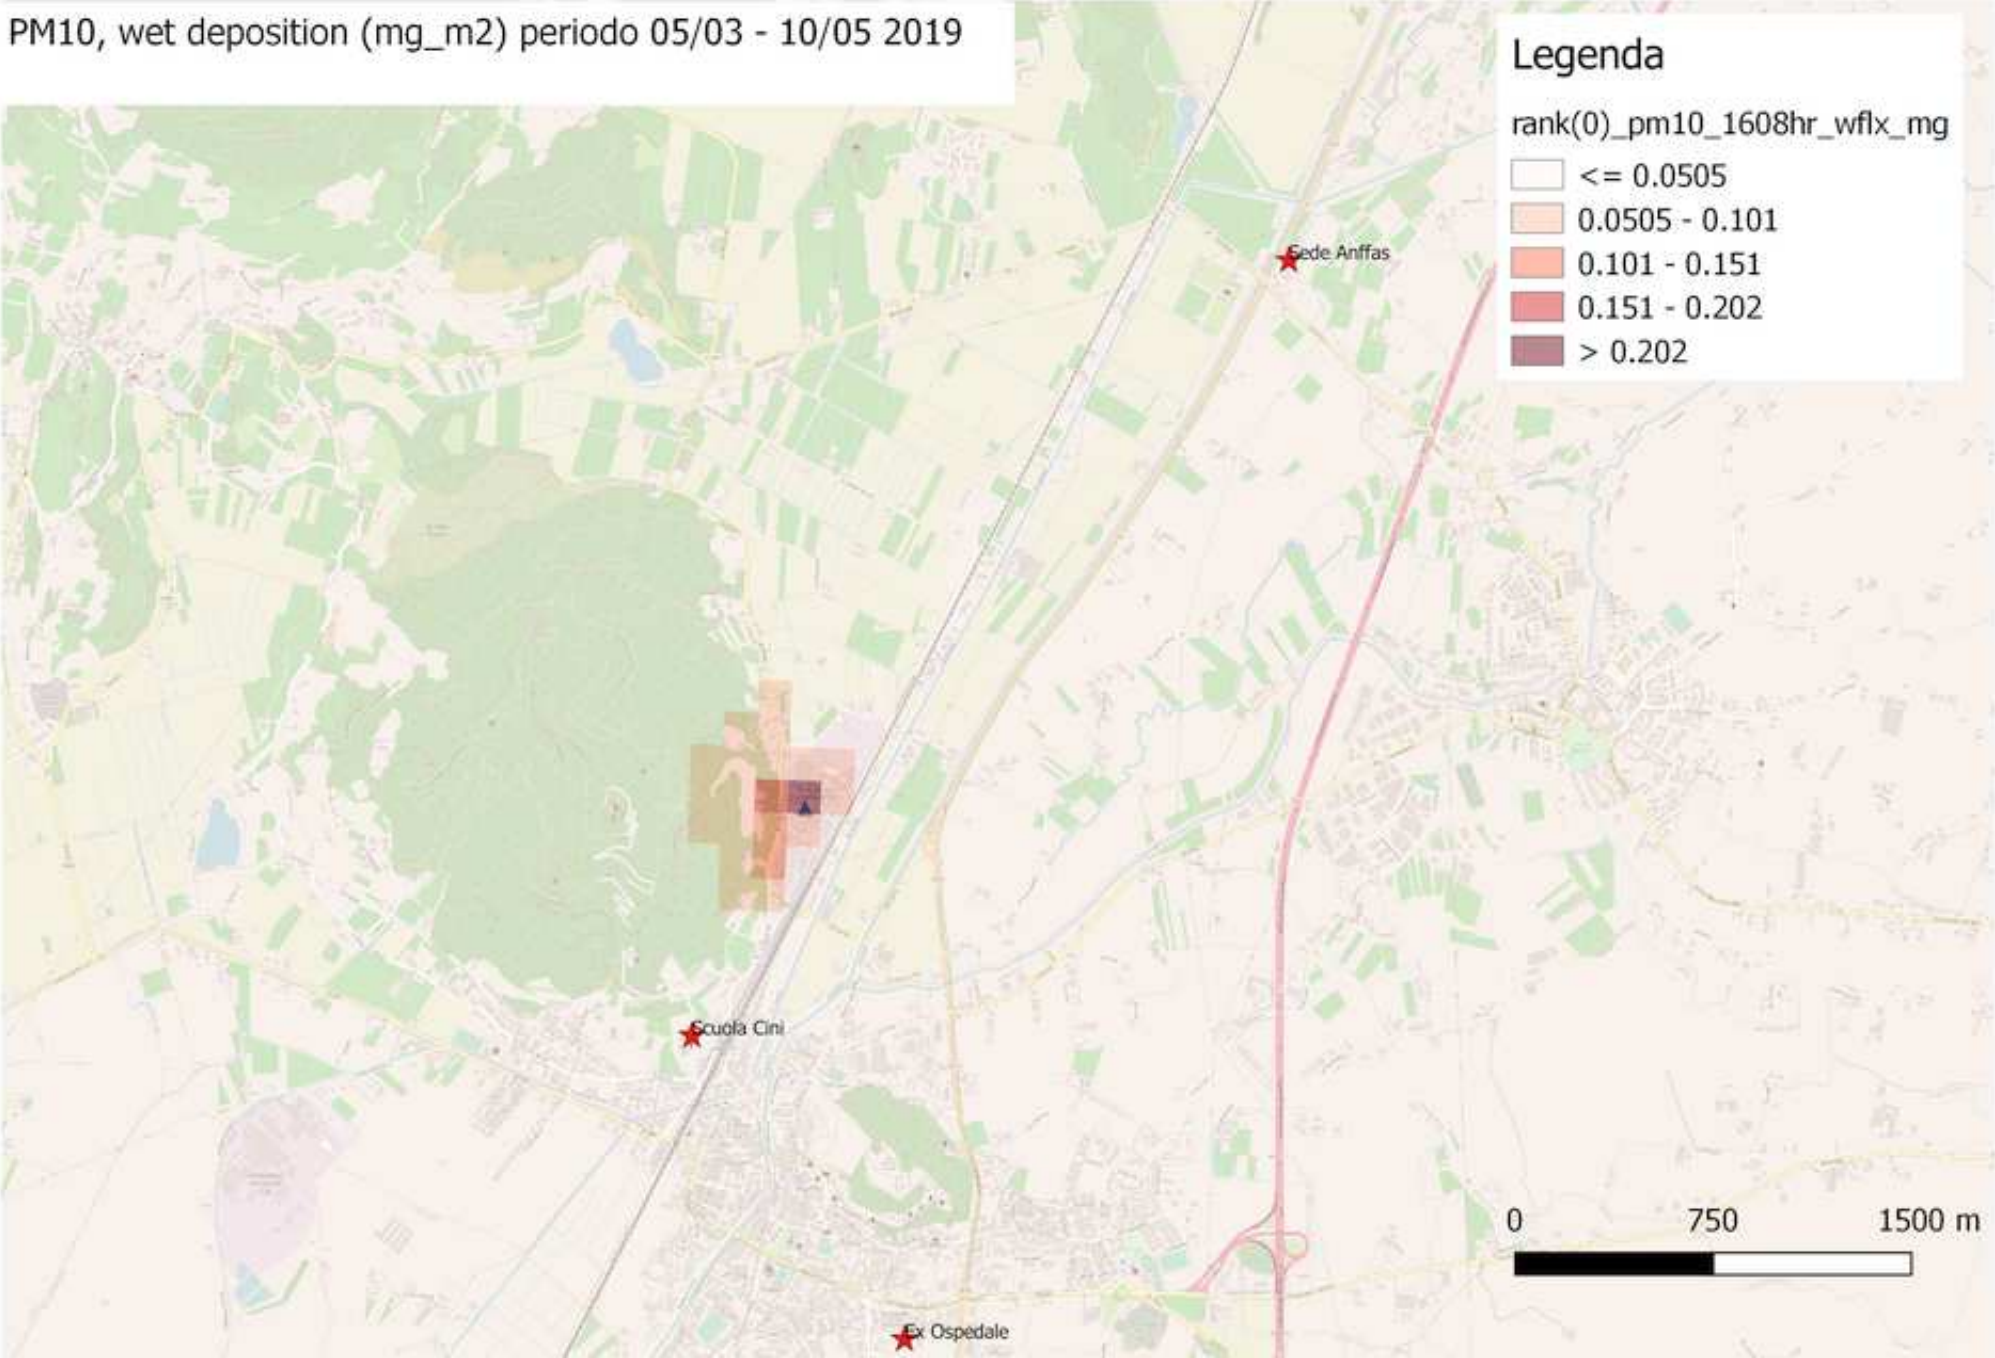 PM10, wet deposition (mg_m2) periodo 05/03 - 10/05 2019
Legenda
rank(0)_pm10_1608hr_wflx_mg
<= 0.0505
0.0505 - 0.101
0.101 - 0.151
0.151 - 0.202
> 0.202
Sede Anffas
Scuola Cini
0 750 1500 m
Ex Ospedale